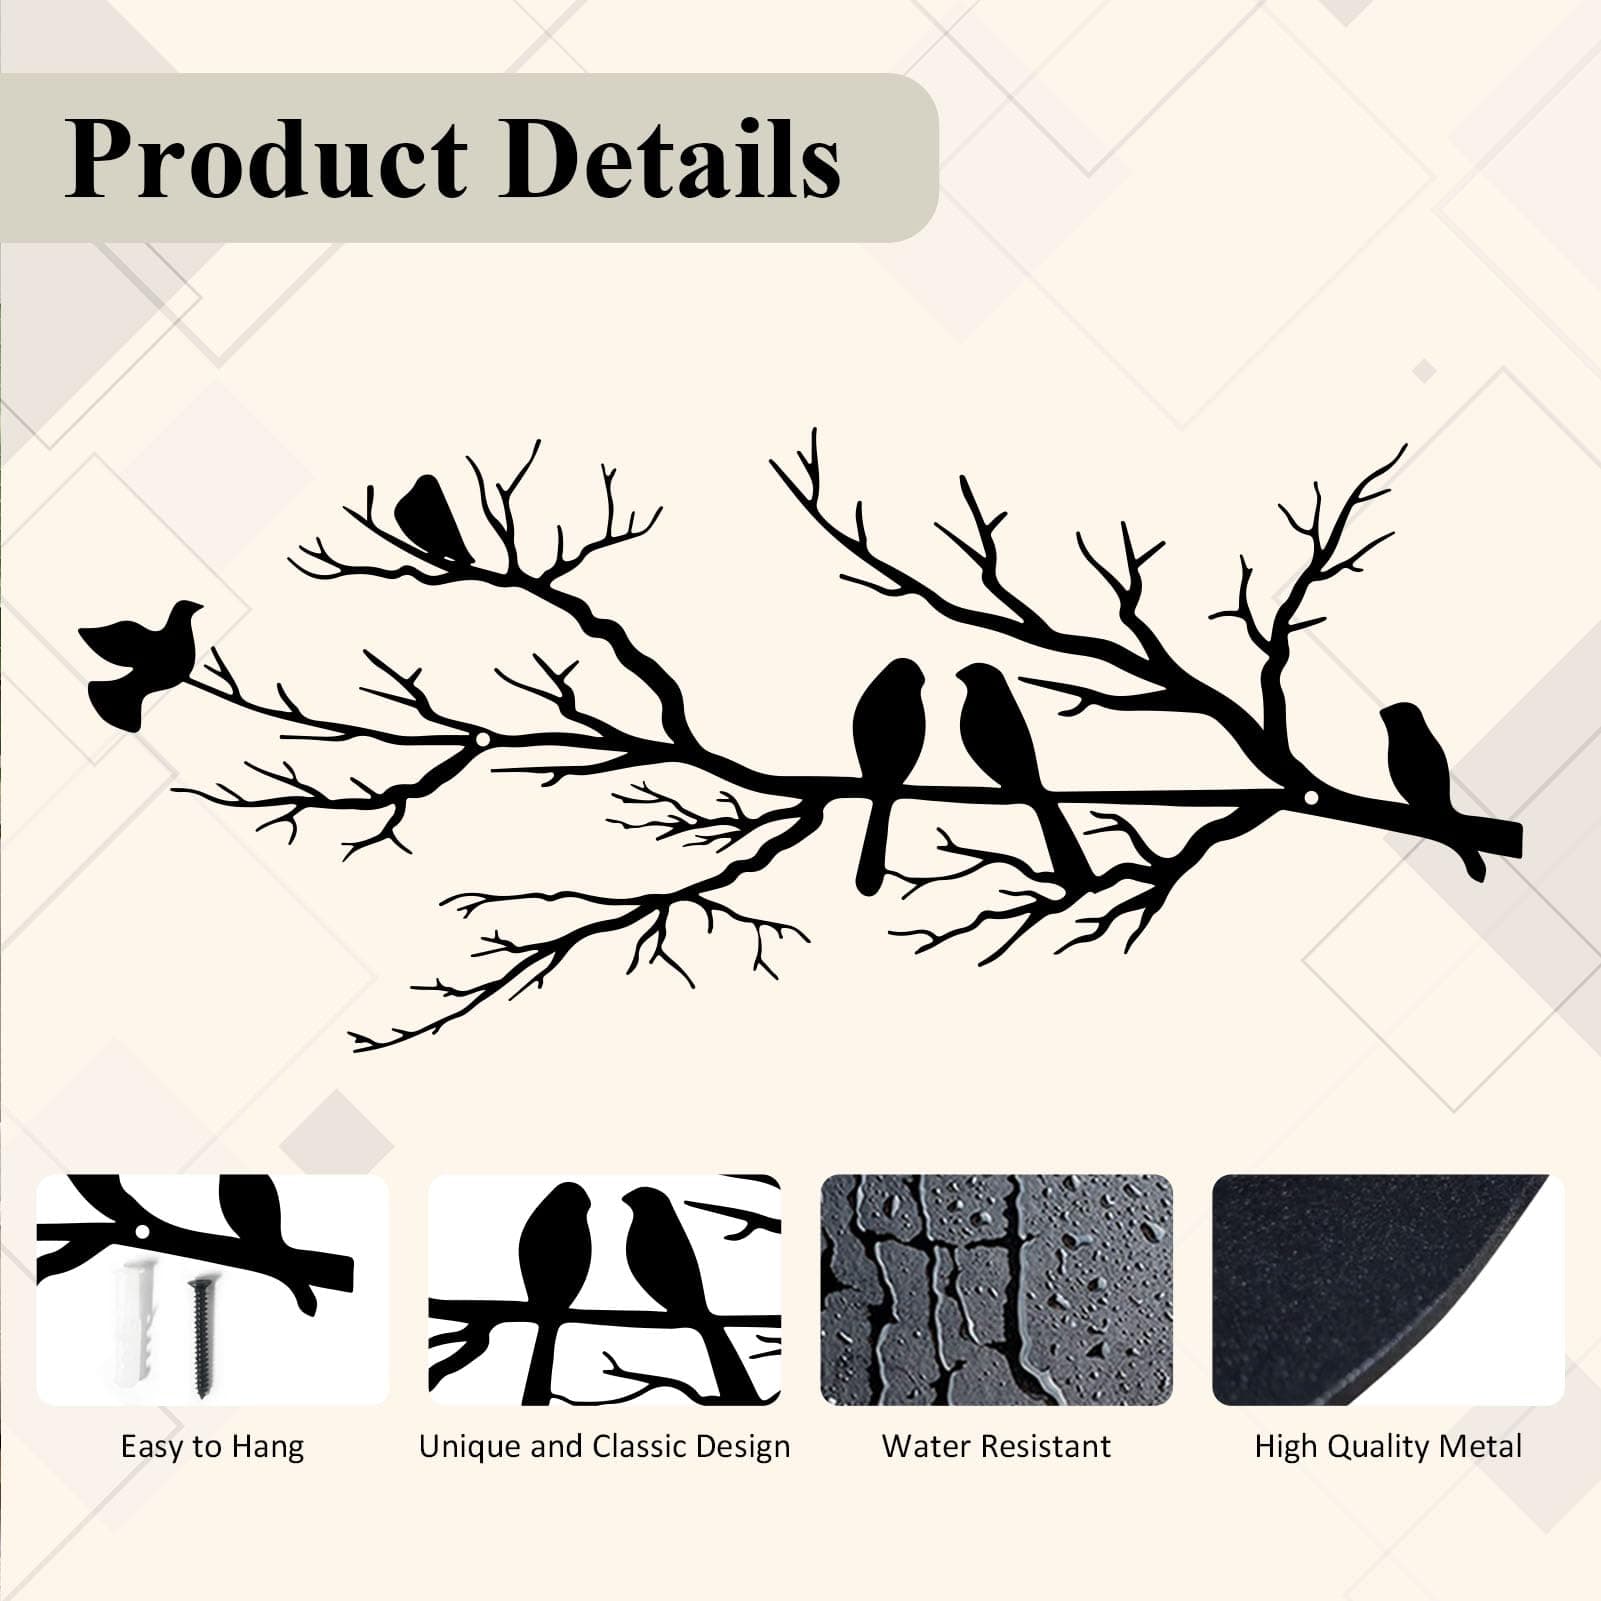 Product Details
Easy to Hang
Unique and Classic Design
Water Resistant
High Quality Metal